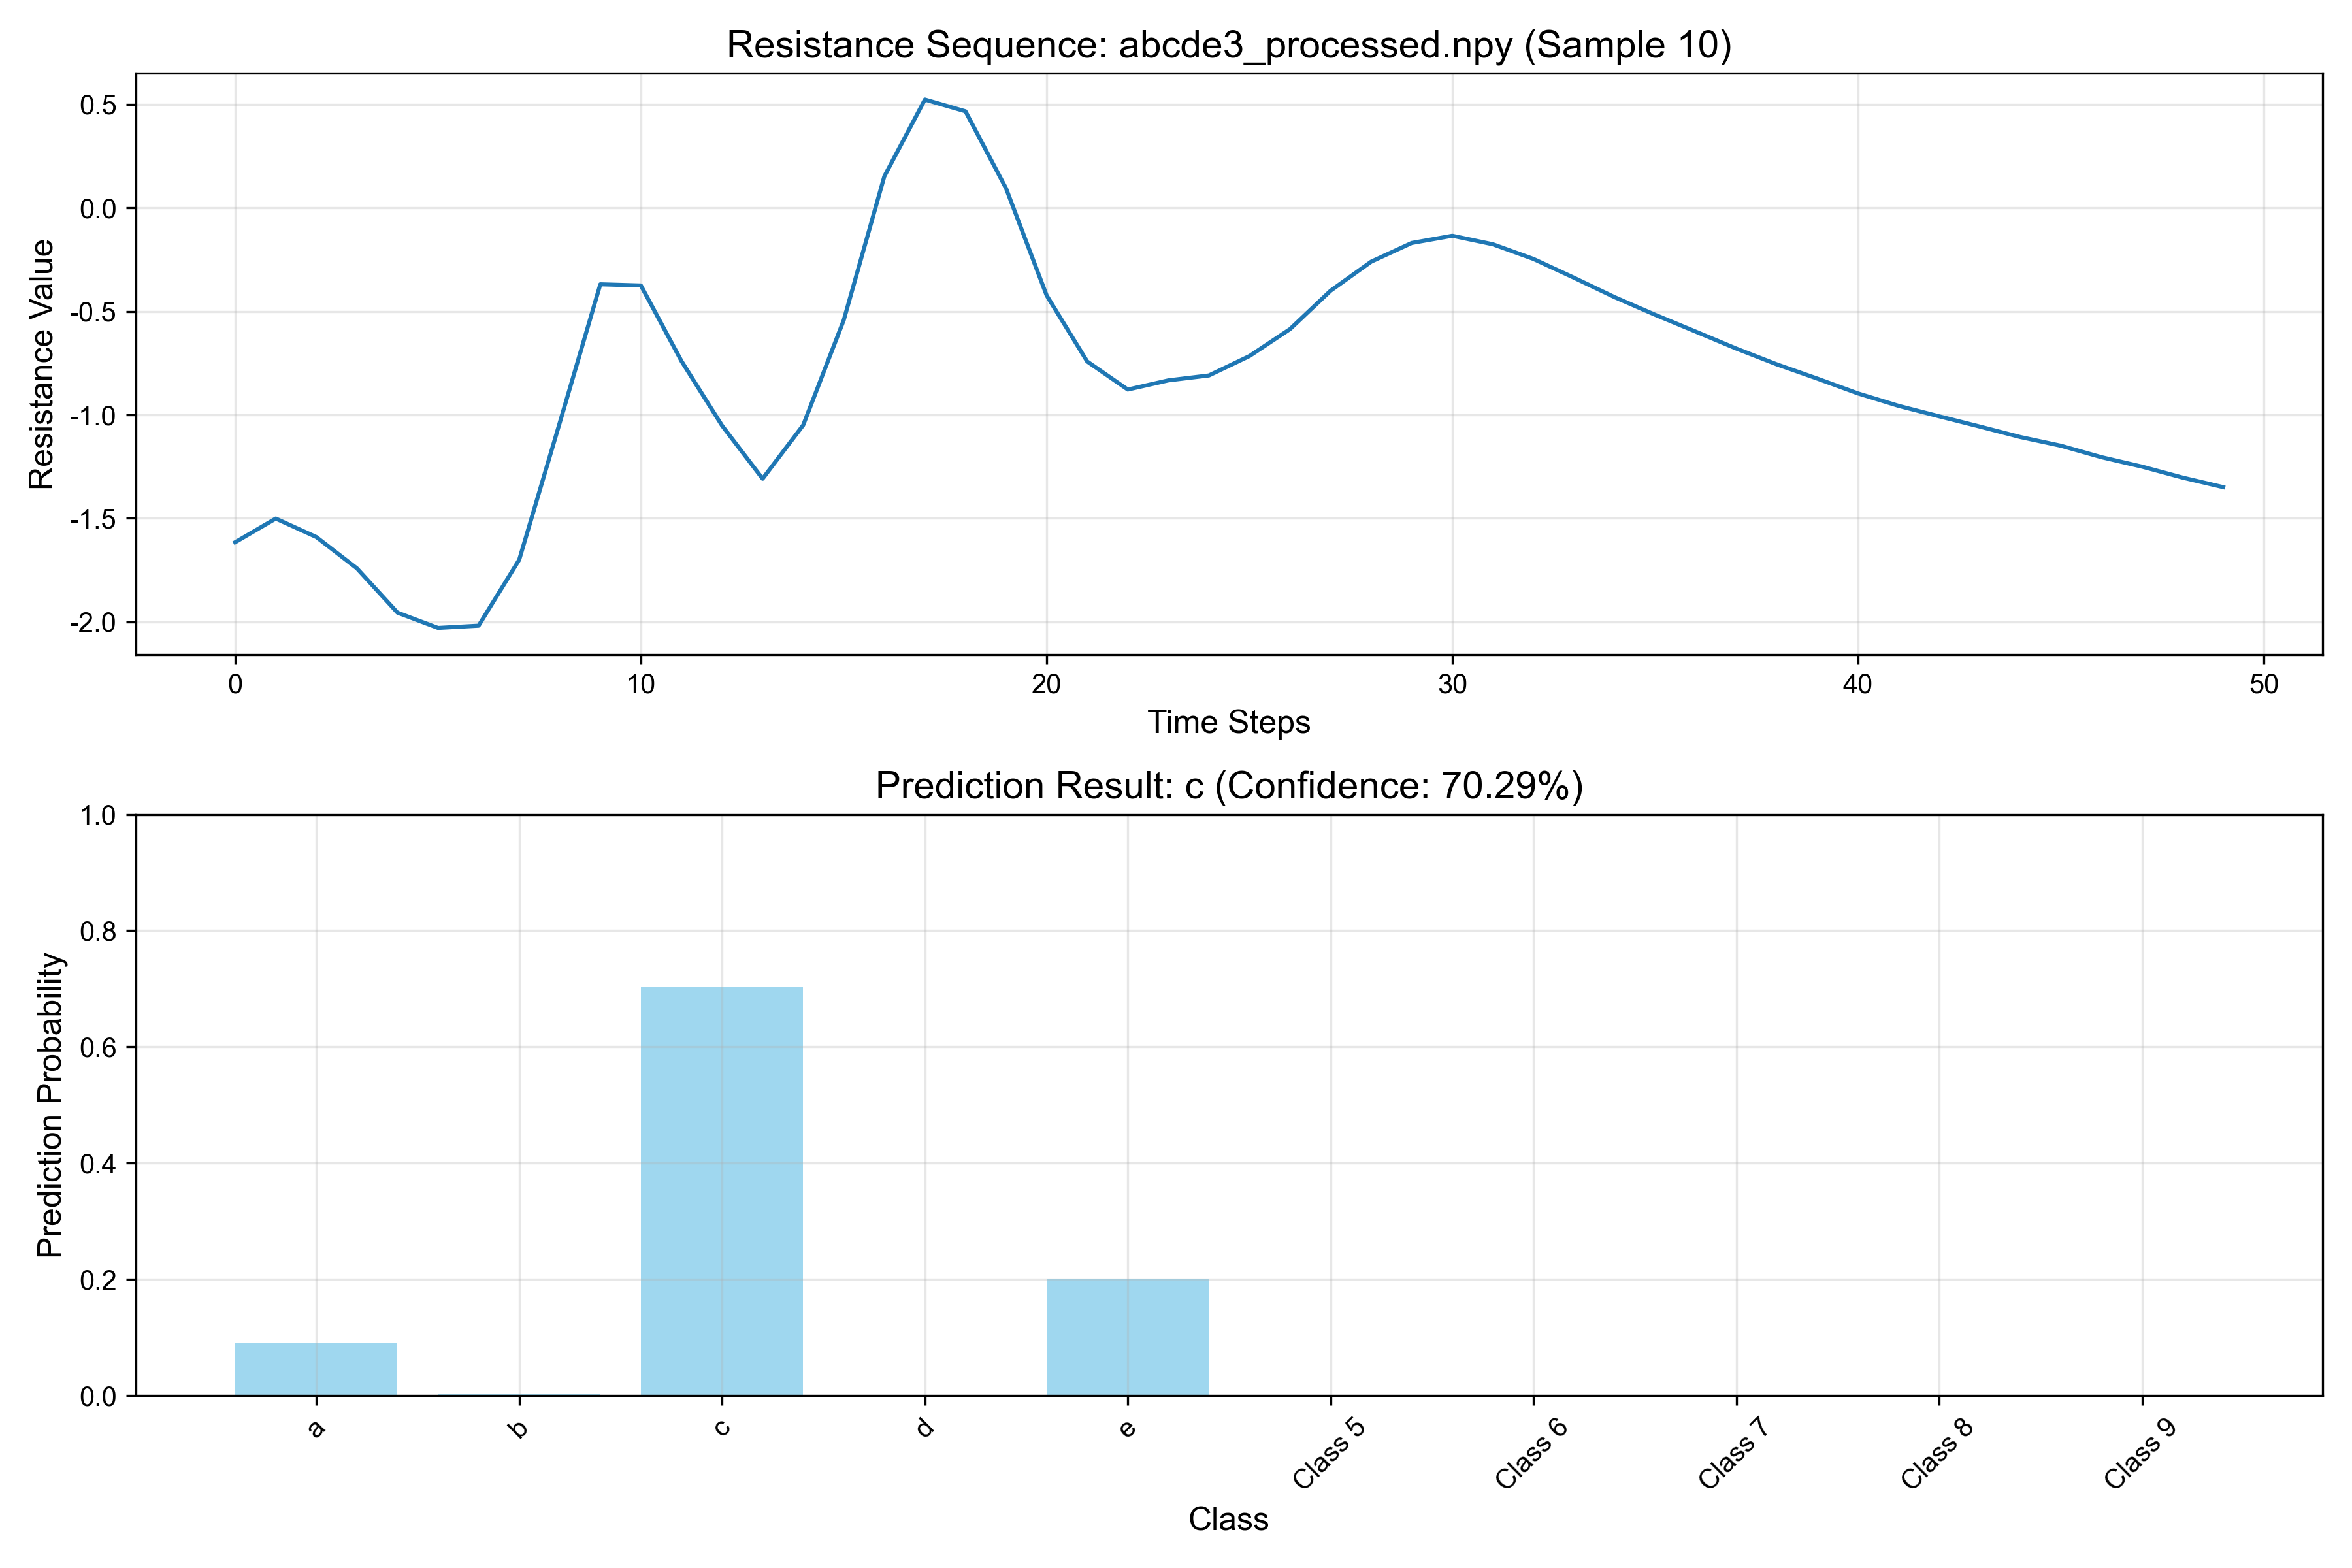 Resistance Sequence: abcde3_processed.npy (Sample 10)
0.5
0.0
-0.5
-1.0
-1.5
-2.0
Resistance Value
0 10 20 30 40 50
Time Steps
Prediction Result: c (Confidence: 70.29%)
1.0
0.8
0.6
0.4
0.2
0.0
Prediction Probability
a b c d e Class 5 Class 6 Class 7 Class 8 Class 9
Class